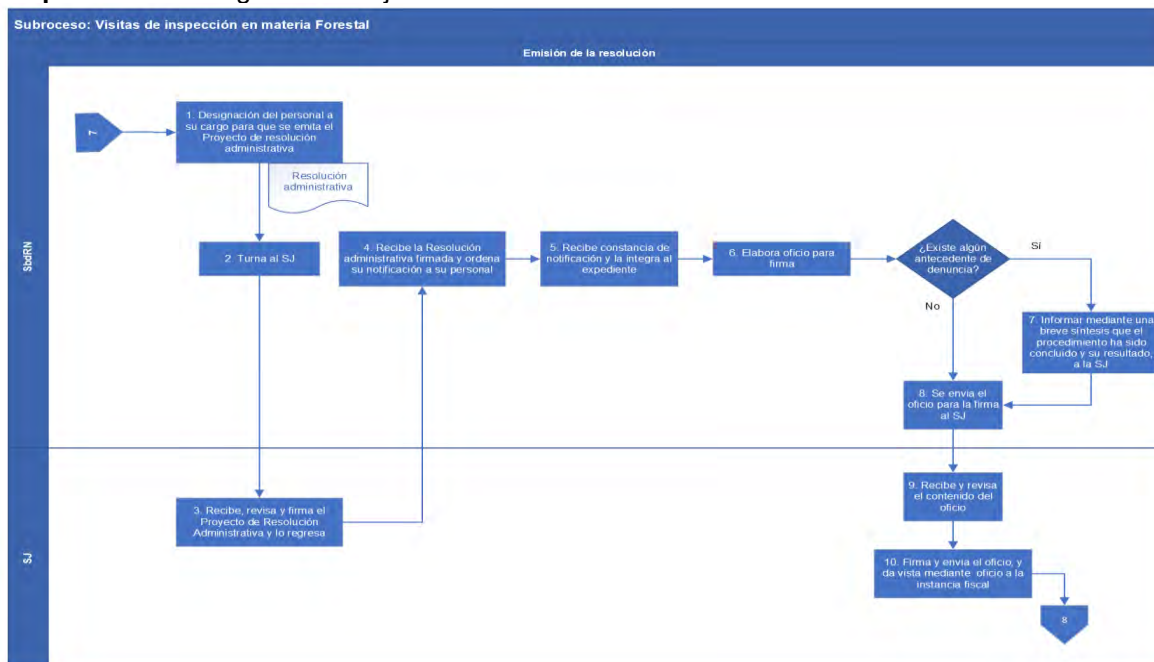 Subroceso: Visitas de inspección en materia Forestal
Emisión de la resolución
SbdRN
7
1. Designación del personal a
su cargo para que se emita el
Proyecto de resolución
administrativa
Resolución
administrativa
2. Turna al SJ
4. Recibe la Resolución
administrativa firmada y ordena
su notificación a su personal
5. Recibe constancia de
notificación y la integra al
expediente
6. Elabora oficio para
firma
¿Existe algún
antecedente de
denuncia?
Sí
No
7. Informar mediante una
breve síntesis que el
procedimiento ha sido
concluido y su resultado,
a la SJ
8. Se envia el
oficio para la firma
al SJ
SJ
3. Recibe, revisa y firma el
Proyecto de Resolución
Administrativa y lo regresa
9. Recibe y revisa
el contenido del
oficio
10. Firma y envia el oficio, y
da vista mediante oficio a la
instancia fiscal
8